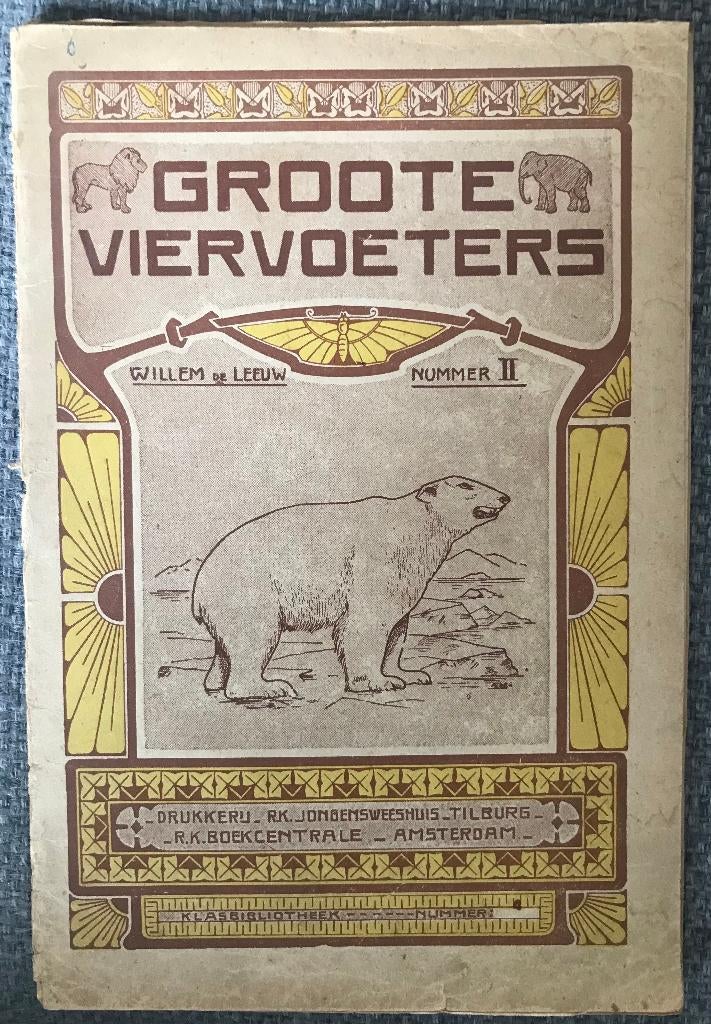 GROOTE
VIERVOETERS
WILLEM DE LEEUW NUMMER II
DRUKKERIJ - R.K. JONGENSWEESHUIS - TILBURG -
- R.K. BOEKCENTRALE - AMSTERDAM -
KLASBIBLIOTHEEK - - - - - - NUMMER: